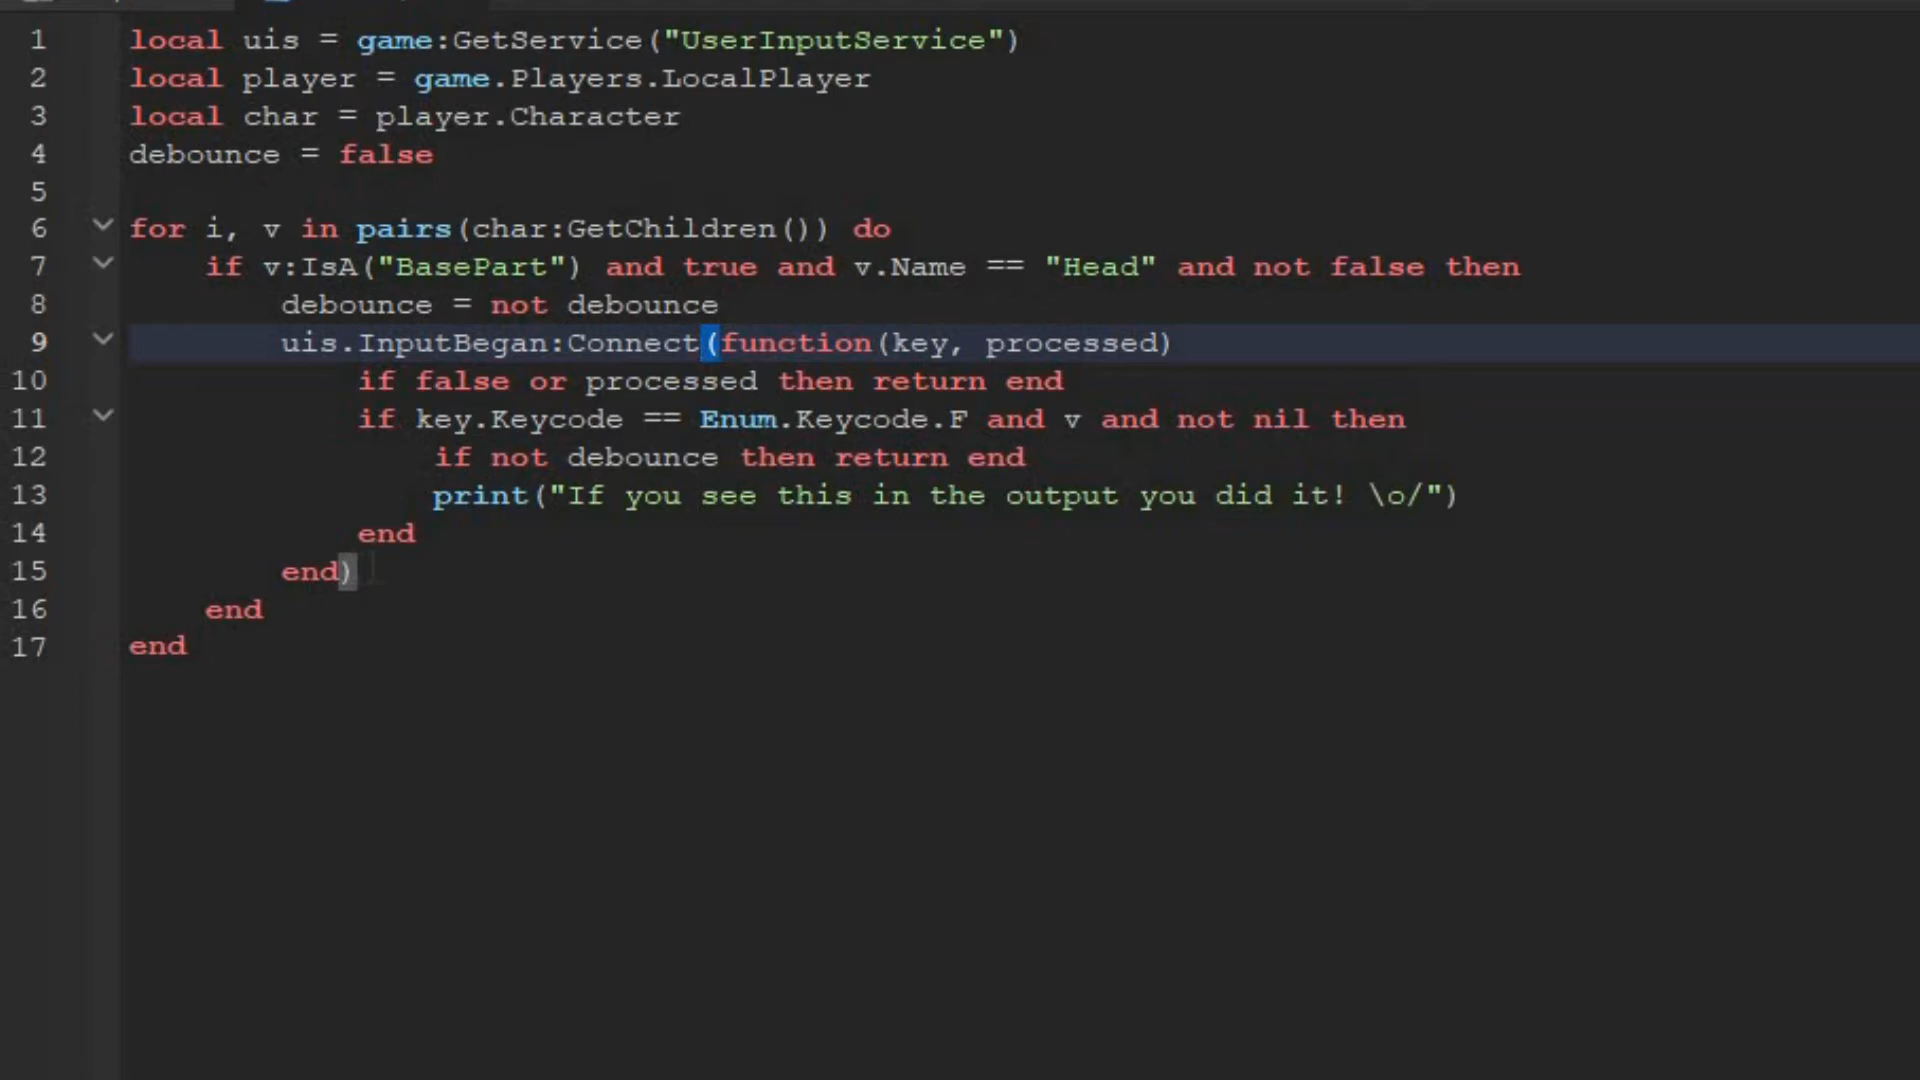 1 local uis = game:GetService("UserInputService")
2 local player = game.Players.LocalPlayer
3 local char = player.Character
4 debounce = false
5
6 for i, v in pairs(char:GetChildren()) do
7 if v:IsA("BasePart") and true and v.Name == "Head" and not false then
8 debounce = not debounce
9 uis.InputBegan:Connect(function(key, processed)
10 if false or processed then return end
11 if key.Keycode == Enum.Keycode.F and v and not nil then
12 if not debounce then return end
13 print("If you see this in the output you did it! \o/")
14 end
15 end)
16 end
17 end